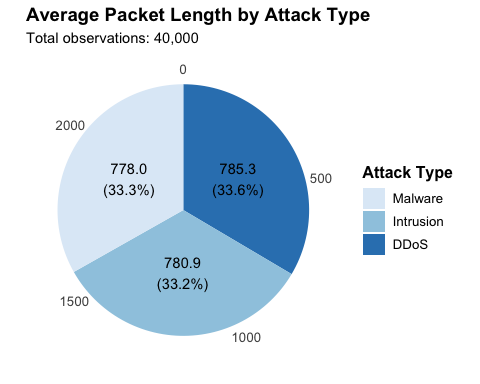 Average Packet Length by Attack Type
Total observations: 40,000
0
2000
500
778.0
(33.3%)
785.3
(33.6%)
780.9
(33.2%)
1500
1000
Attack Type
Malware
Intrusion
DDoS